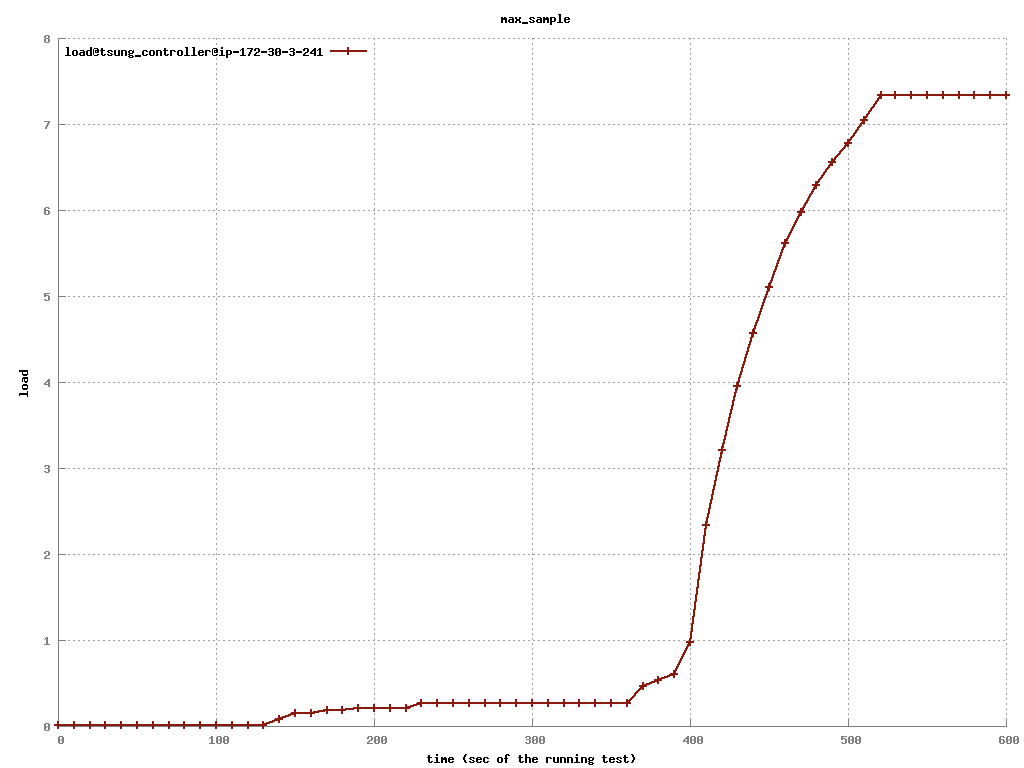 max_sample
load@tsung_controller@ip-172-30-3-241
8
7
6
5
4
3
2
1
0
load
0 100 200 300 400 500 600
time (sec of the running test)